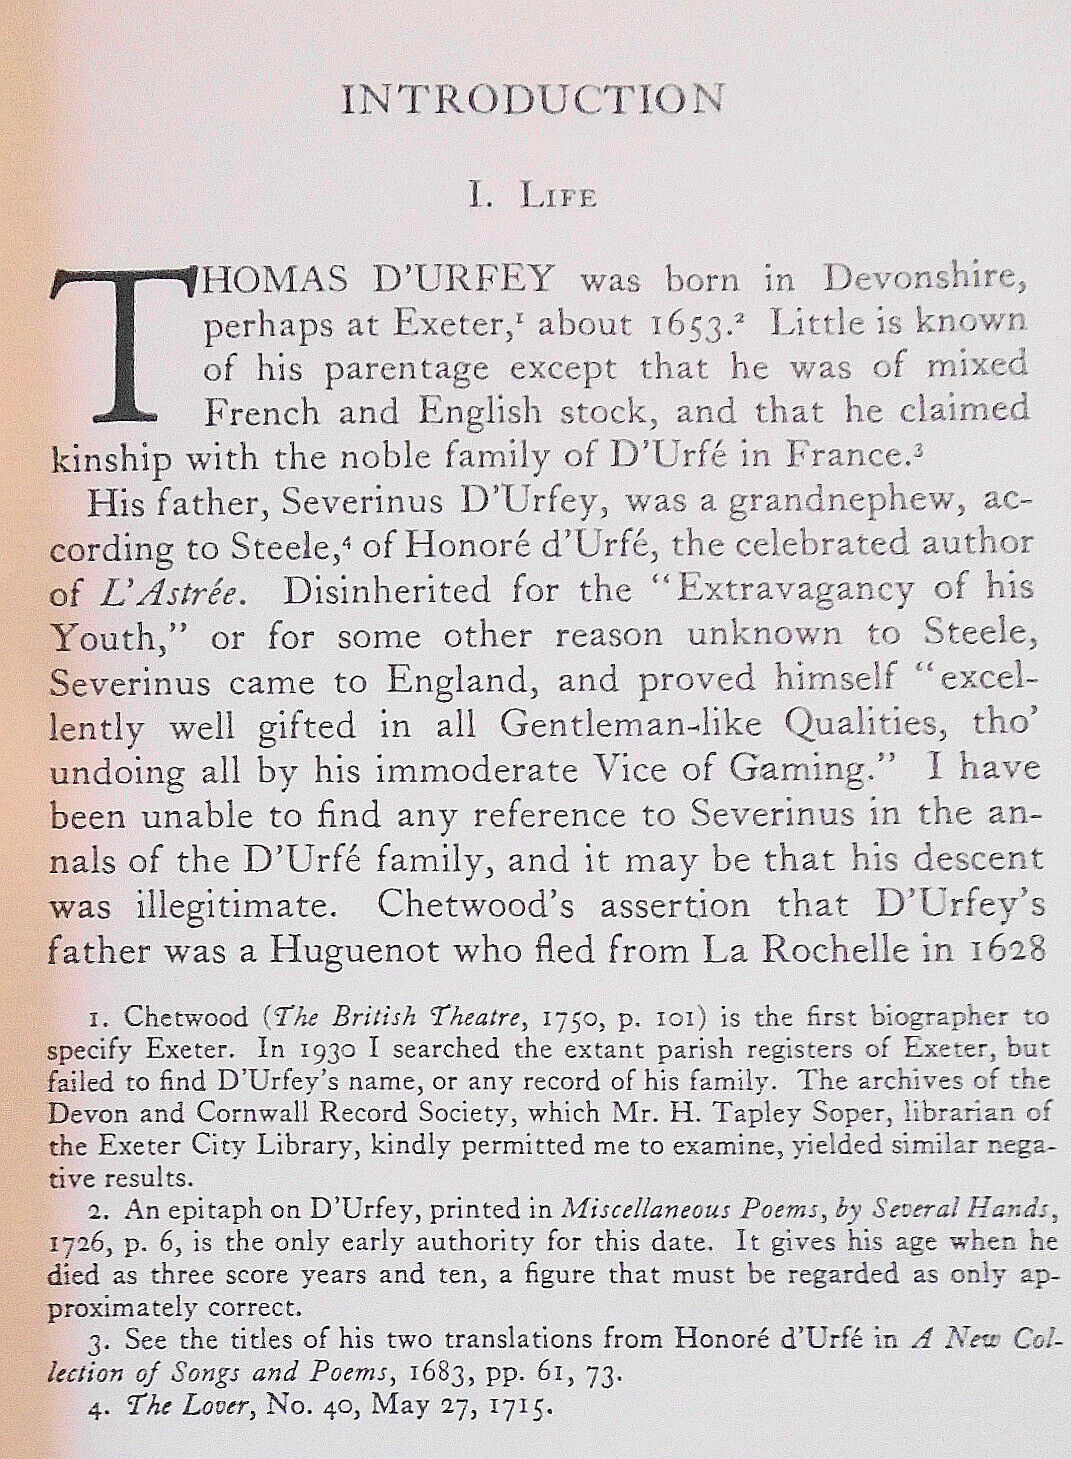 INTRODUCTION
I. LIFE
THOMAS D'URFEY was born in Devonshire,
perhaps at Exeter,¹ about 1653.² Little is known
of his parentage except that he was of mixed
French and English stock, and that he claimed
kinship with the noble family of D'Urfé in France.³
His father, Severinus D'Urfey, was a grandnephew, ac-
cording to Steele,⁴ of Honoré d'Urfé, the celebrated author
of L'Astrée. Disinherited for the "Extravagancy of his
Youth," or for some other reason unknown to Steele,
Severinus came to England, and proved himself "excel-
lently well gifted in all Gentleman-like Qualities, tho'
undoing all by his immoderate Vice of Gaming." I have
been unable to find any reference to Severinus in the an-
nals of the D'Urfé family, and it may be that his descent
was illegitimate. Chetwood's assertion that D'Urfey's
father was a Huguenot who fled from La Rochelle in 1628
1. Chetwood (The British Theatre, 1750, p. 101) is the first biographer to
specify Exeter. In 1930 I searched the extant parish registers of Exeter, but
failed to find D'Urfey's name, or any record of his family. The archives of the
Devon and Cornwall Record Society, which Mr. H. Tapley Soper, librarian of
the Exeter City Library, kindly permitted me to examine, yielded similar nega-
tive results.
2. An epitaph on D'Urfey, printed in Miscellaneous Poems, by Several Hands,
1726, p. 6, is the only early authority for this date. It gives his age when he
died as three score years and ten, a figure that must be regarded as only ap-
proximately correct.
3. See the titles of his two translations from Honoré d'Urfé in A New Col-
lection of Songs and Poems, 1683, pp. 61, 73.
4. The Lover, No. 40, May 27, 1715.